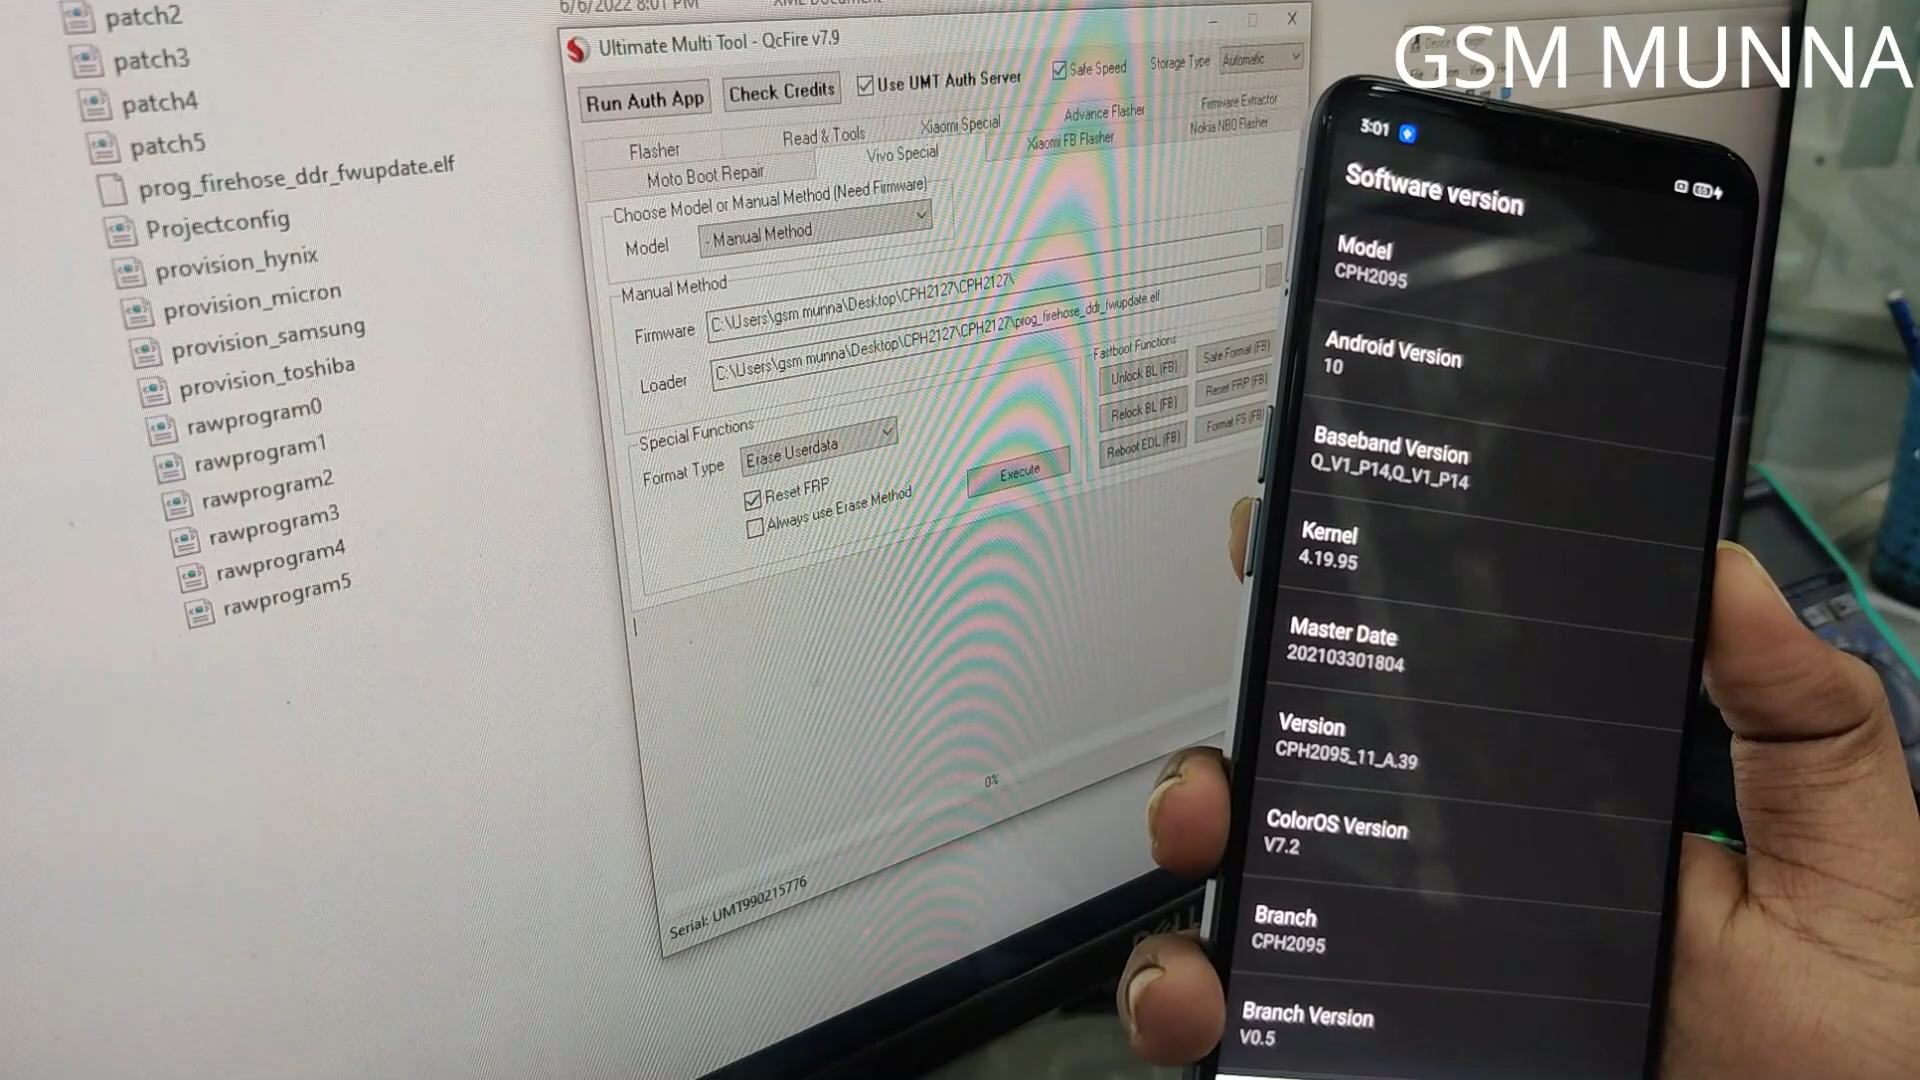 GSM MUNNA
patch2
patch3
patch4
patch5
prog_firehose_ddr_fwupdate.elf
Projectconfig
provision_hynix
provision_micron
provision_samsung
provision_toshiba
rawprogram0
rawprogram1
rawprogram2
rawprogram3
rawprogram4
rawprogram5
6/6/2022 8:01 PM
Ultimate Multi Tool - QcFire v7.9
Run Auth App
Check Credits
Use UMT Auth Server
Safe Speed
Storage Type
Automatic
Flasher
Read & Tools
Xiaomi Special
Advance Flasher
Firmware Extractor
Moto Boot Repair
Vivo Special
Xiaomi FB Flasher
Nokia NB0 Flasher
Choose Model or Manual Method (Need Firmware)
Model
- Manual Method
Manual Method
Firmware
C:\Users\gsm munna\Desktop\CPH2127\CPH2127\
Loader
C:\Users\gsm munna\Desktop\CPH2127\CPH2127\prog_firehose_ddr_fwupdate.elf
Special Functions
Format Type
Erase Userdata
Reset FRP
Always use Erase Method
Execute
Fastboot Functions
Unlock BL (FB)
Safe Format (FB)
Relock BL (FB)
Reset FRP (FB)
Reboot EDL (FB)
Format FS (FB)
0%
Serial: UMT990215776
3:01
Software version
Model
CPH2095
Android Version
10
Baseband Version
Q_V1_P14,Q_V1_P14
Kernel
4.19.95
Master Date
202103301804
Version
CPH2095_11_A.39
ColorOS Version
V7.2
Branch
CPH2095
Branch Version
V0.5